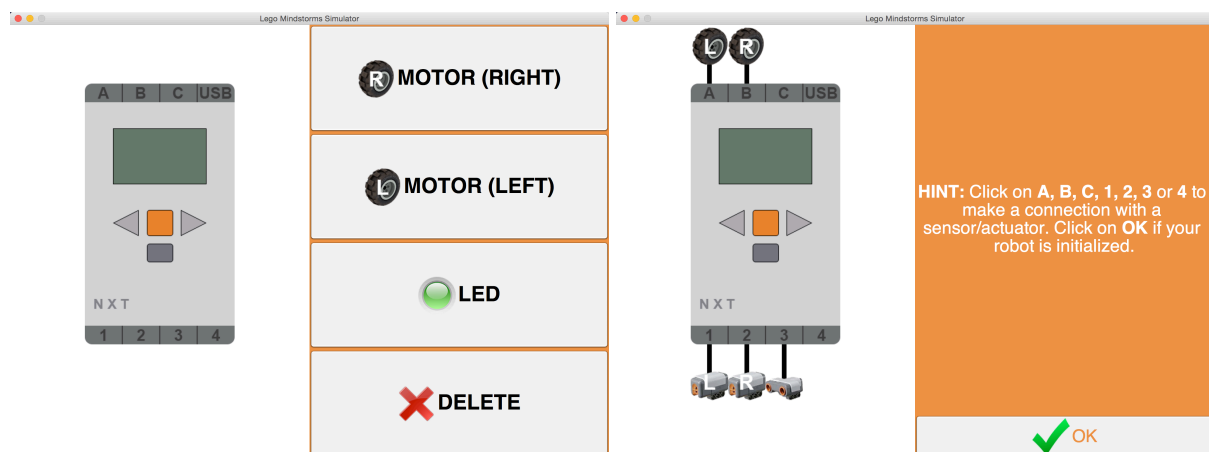 Lego Mindstorms Simulator
A B C USB
N X T
1 2 3 4
R MOTOR (RIGHT)
L MOTOR (LEFT)
LED
DELETE
Lego Mindstorms Simulator
L R
A B C USB
N X T
1 2 3 4
L R
HINT: Click on A, B, C, 1, 2, 3 or 4 to
make a connection with a
sensor/actuator. Click on OK if your
robot is initialized.
OK